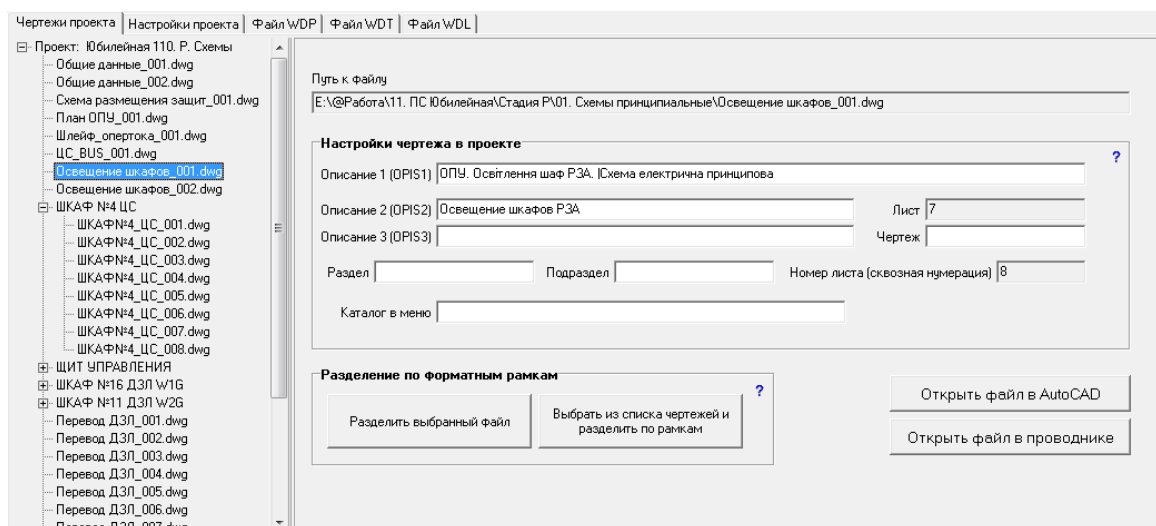 Чертежи проекта Настройки проекта Файл WDP Файл WDT Файл WDL
Проект: Юбилейная 110. Р. Схемы
Общие данные_001.dwg
Общие данные_002.dwg
Схема размещения защит_001.dwg
План ОПУ_001.dwg
Шлейф_опертока_001.dwg
ЦС_BUS_001.dwg
Освещение шкафов_001.dwg
Освещение шкафов_002.dwg
ШКАФ №4 ЦС
ШКАФ№4_ЦС_001.dwg
ШКАФ№4_ЦС_002.dwg
ШКАФ№4_ЦС_003.dwg
ШКАФ№4_ЦС_004.dwg
ШКАФ№4_ЦС_005.dwg
ШКАФ№4_ЦС_006.dwg
ШКАФ№4_ЦС_007.dwg
ШКАФ№4_ЦС_008.dwg
ЩИТ УПРАВЛЕНИЯ
ШКАФ №16 ДЗЛ W1G
ШКАФ №11 ДЗЛ W2G
Перевод ДЗЛ_001.dwg
Перевод ДЗЛ_002.dwg
Перевод ДЗЛ_003.dwg
Перевод ДЗЛ_004.dwg
Перевод ДЗЛ_005.dwg
Перевод ДЗЛ_006.dwg
Перевод ДЗЛ_007.dwg
Путь к файлу
E:\@Работа\11. ПС Юбилейная\Стадия Р\01. Схемы принципиальные\Освещение шкафов_001.dwg
Настройки чертежа в проекте
?
Описание 1 (OPIS1) ОПУ. Освітлення шаф РЗА. |Схема електрична принципова
Описание 2 (OPIS2) Освещение шкафов РЗА Лист 7
Описание 3 (OPIS3) Чертеж
Раздел Подраздел Номер листа (сквозная нумерация) 8
Каталог в меню
Разделение по форматным рамкам
?
Разделить выбранный файл
Выбрать из списка чертежей и
разделить по рамкам
Открыть файл в AutoCAD
Открыть файл в проводнике